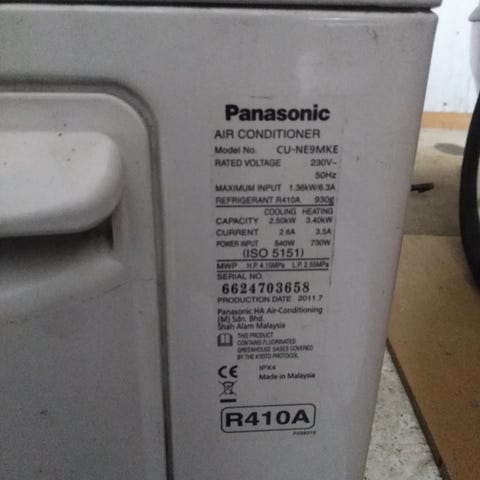 Panasonic
AIR CONDITIONER
Model No. CU-NE9MKE
RATED VOLTAGE 230V~
50Hz
MAXIMUM INPUT 1.36kW/6.3A
REFRIGERANT R410A 930g
COOLING HEATING
CAPACITY 2.50kW 3.40kW
CURRENT 2.6A 3.5A
POWER INPUT 540W 730W
(ISO 5151)
MWP H.P. 4.15MPa L.P. 2.55MPa
SERIAL NO.
6624703658
PRODUCTION DATE 2011.7
Panasonic HA Air-Conditioning
(M) Sdn. Bhd.
Shah Alam Malaysia
THIS PRODUCT
CONTAINS FLUORINATED
GREENHOUSE GASES COVERED
BY THE KYOTO PROTOCOL
CE IPX4
Made in Malaysia
R410A